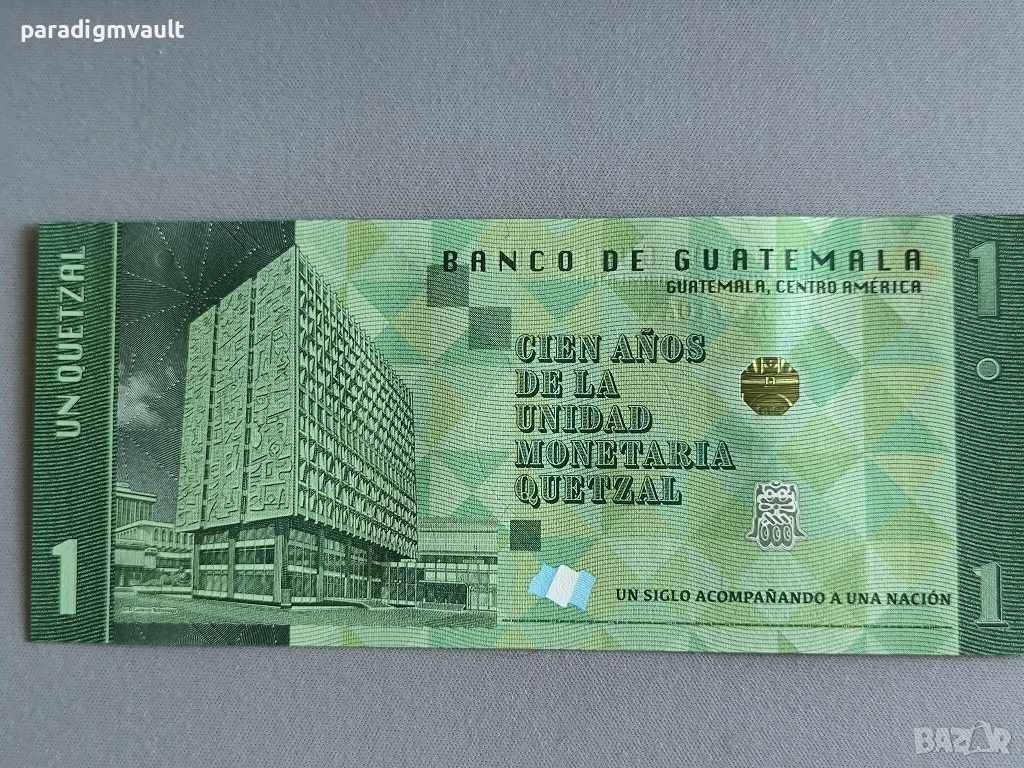 paradigmvault
UN QUETZAL
1
BANCO DE GUATEMALA
GUATEMALA, CENTRO AMÉRICA
CIEN AÑOS
DE LA
UNIDAD
MONETARIA
QUETZAL
UN SIGLO ACOMPAÑANDO A UNA NACIÓN
1
1
BAZAR